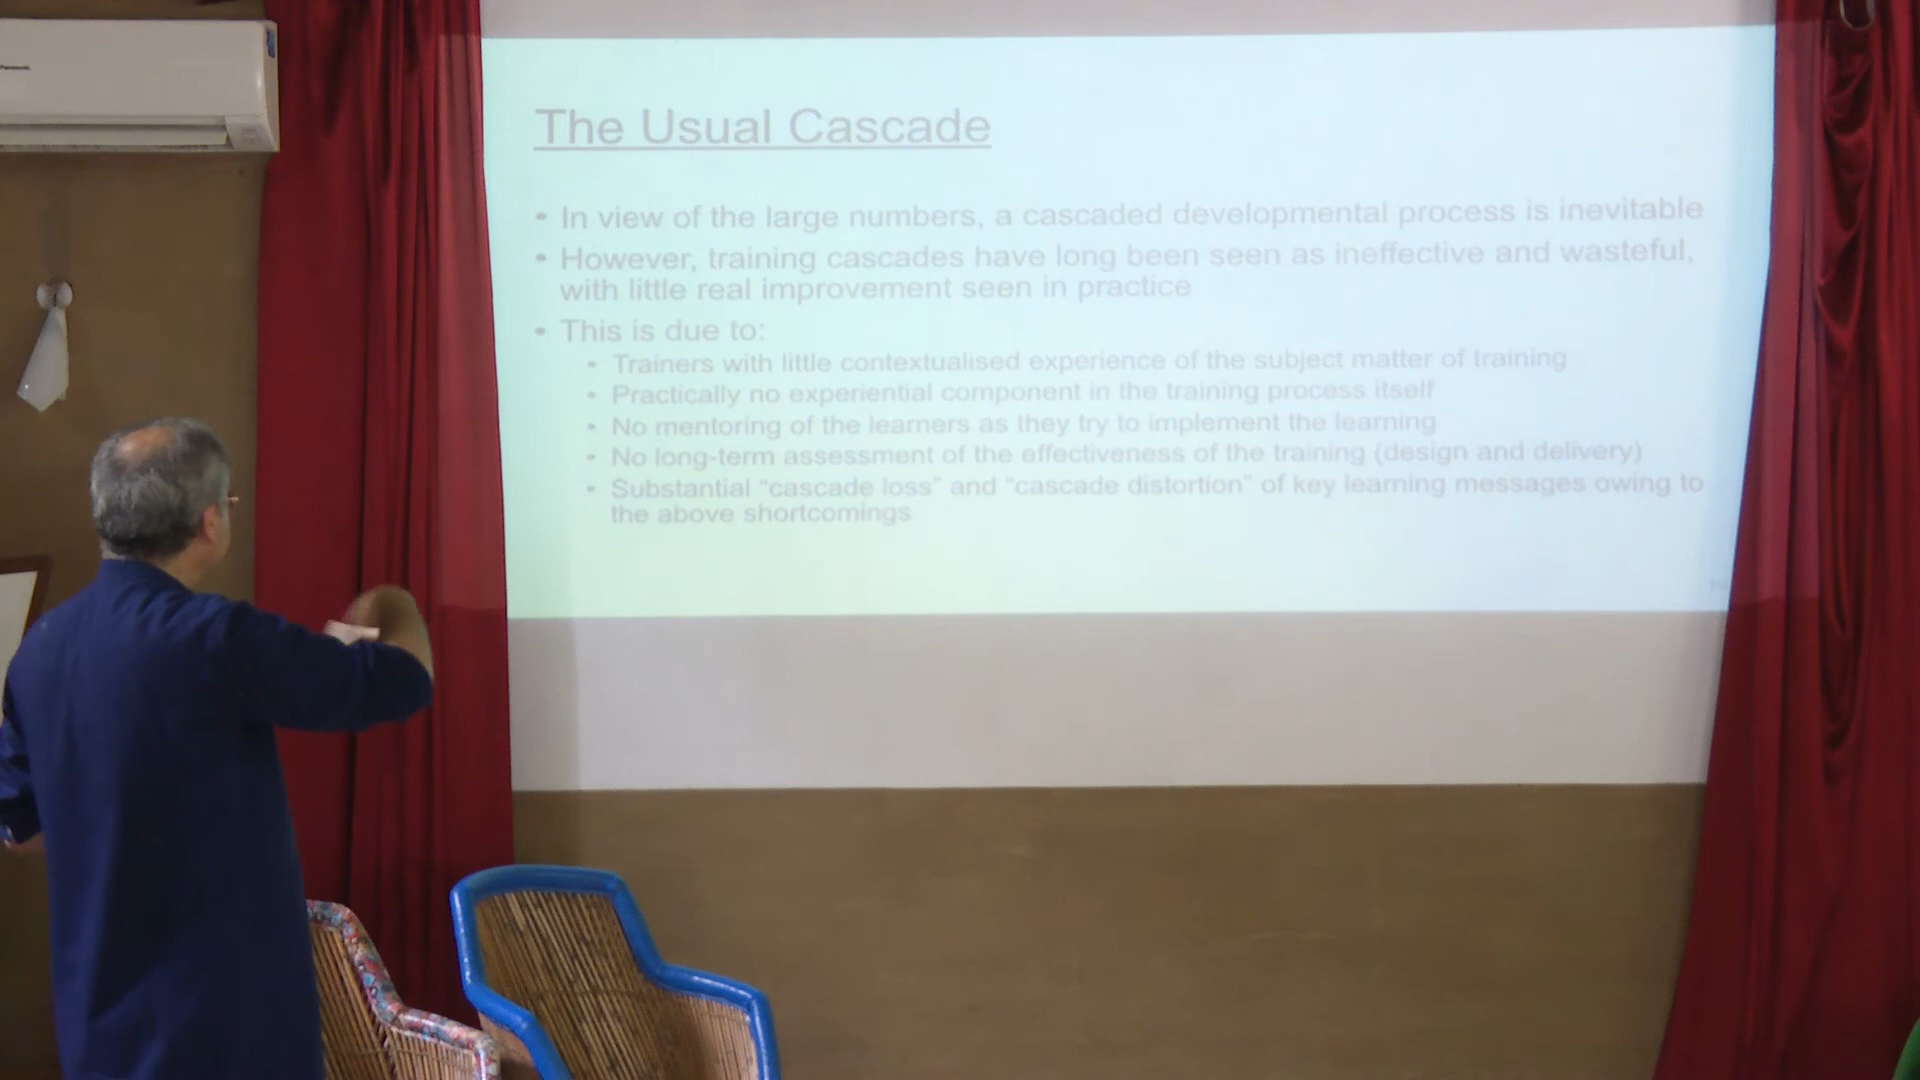 Panasonic
The Usual Cascade
• In view of the large numbers, a cascaded developmental process is inevitable
• However, training cascades have long been seen as ineffective and wasteful,
with little real improvement seen in practice
• This is due to:
• Trainers with little contextualised experience of the subject matter of training
• Practically no experiential component in the training process itself
• No mentoring of the learners as they try to implement the learning
• No long-term assessment of the effectiveness of the training (design and delivery)
• Substantial “cascade loss” and “cascade distortion” of key learning messages owing to
the above shortcomings